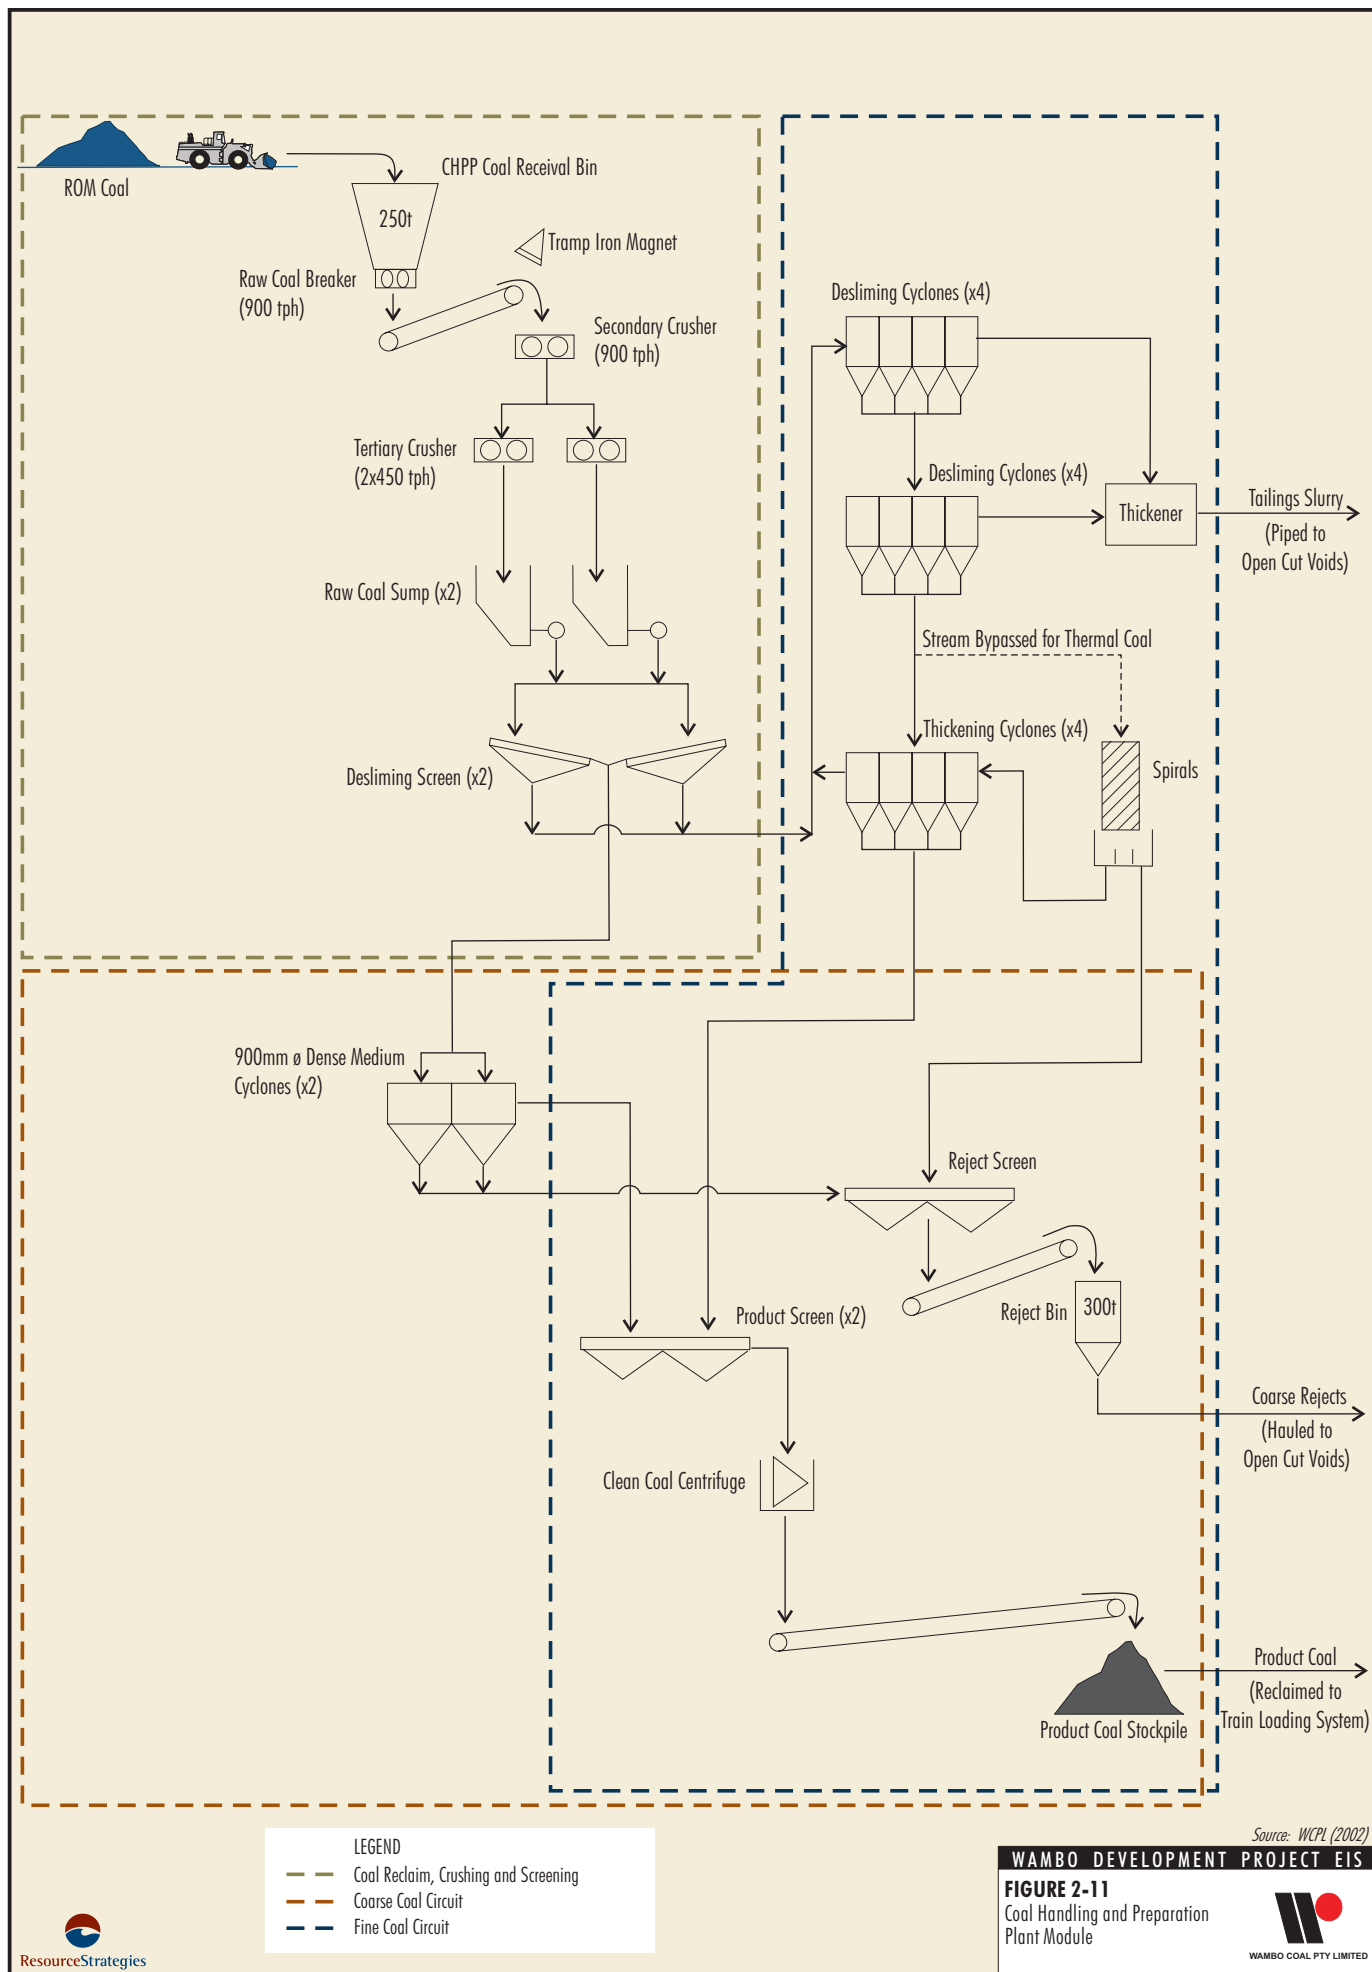 ROM Coal
CHPP Coal Receival Bin
250t
Tramp Iron Magnet
Raw Coal Breaker
(900 tph)
Secondary Crusher
(900 tph)
Tertiary Crusher
(2x450 tph)
Raw Coal Sump (x2)
Desliming Screen (x2)
Desliming Cyclones (x4)
Desliming Cyclones (x4)
Thickener
Tailings Slurry
(Piped to
Open Cut Voids)
Stream Bypassed for Thermal Coal
Thickening Cyclones (x4)
Spirals
900mm ø Dense Medium
Cyclones (x2)
Reject Screen
Reject Bin
300t
Product Screen (x2)
Coarse Rejects
(Hauled to
Open Cut Voids)
Clean Coal Centrifuge
Product Coal
(Reclaimed to
Train Loading System)
Product Coal Stockpile
LEGEND
Coal Reclaim, Crushing and Screening
Coarse Coal Circuit
Fine Coal Circuit
ResourceStrategies
Source: WCPL (2002)
WAMBO DEVELOPMENT PROJECT EIS
FIGURE 2-11
Coal Handling and Preparation
Plant Module
WAMBO COAL PTY LIMITED